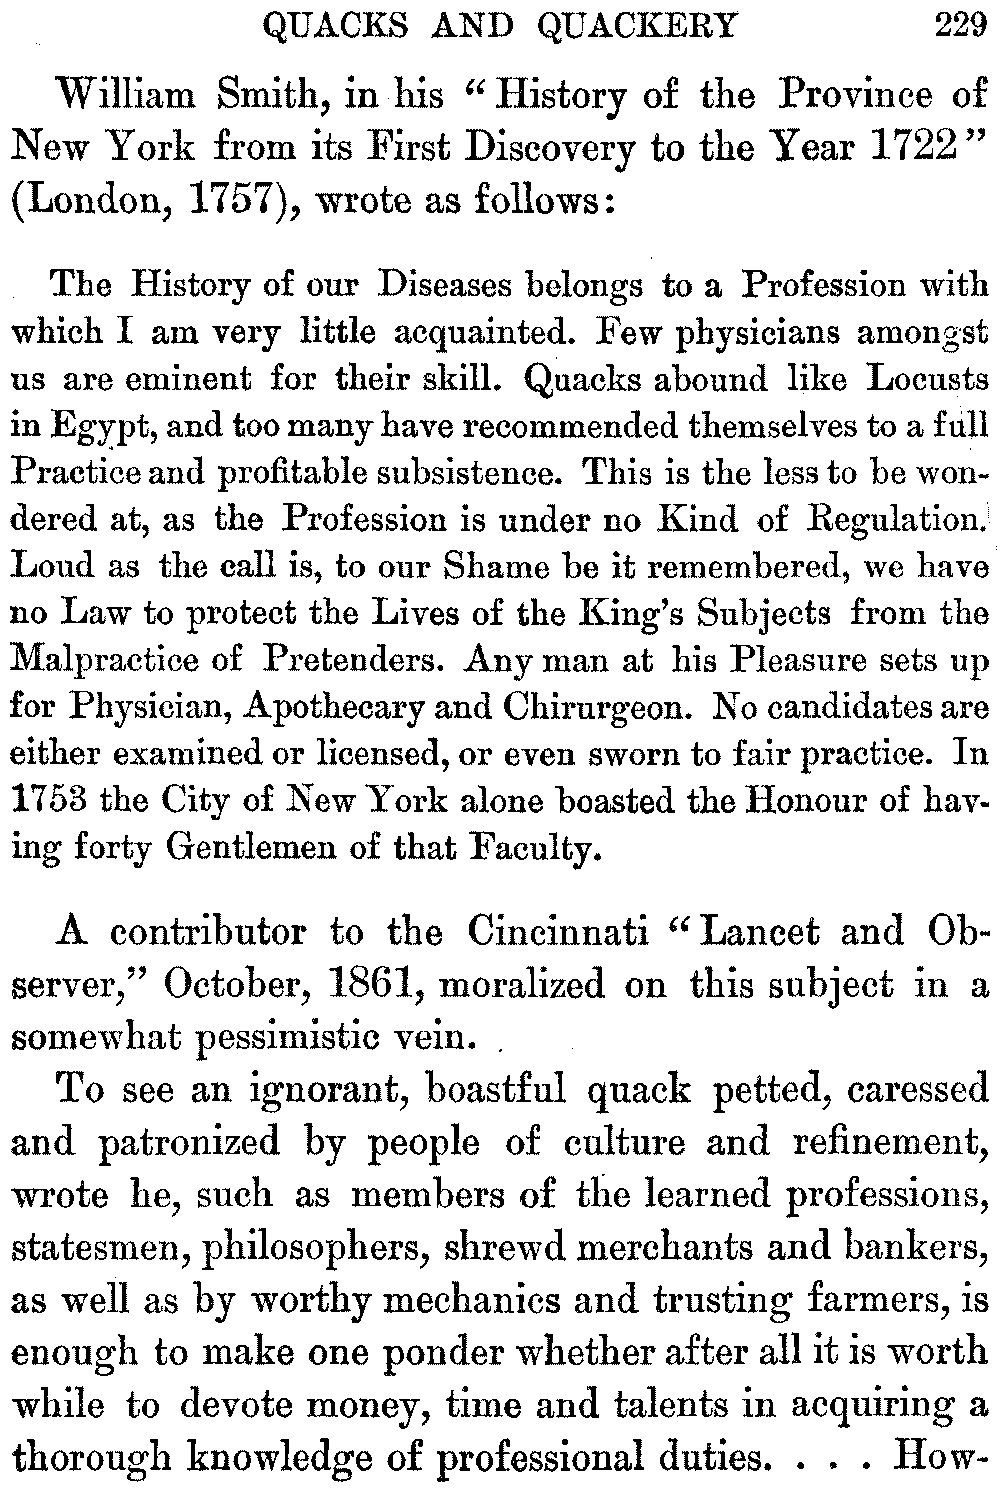 QUACKS AND QUACKERY 229
William Smith, in his “ History of the Province of
New York from its First Discovery to the Year 1722 ”
(London, 1757), wrote as follows:
The History of our Diseases belongs to a Profession with
which I am very little acquainted. Few physicians amongst
us are eminent for their skill. Quacks abound like Locusts
in Egypt, and too many have recommended themselves to a full
Practice and profitable subsistence. This is the less to be won-
dered at, as the Profession is under no Kind of Regulation.
Loud as the call is, to our Shame be it remembered, we have
no Law to protect the Lives of the King’s Subjects from the
Malpractice of Pretenders. Any man at his Pleasure sets up
for Physician, Apothecary and Chirurgeon. No candidates are
either examined or licensed, or even sworn to fair practice. In
1753 the City of New York alone boasted the Honour of hav-
ing forty Gentlemen of that Faculty.
A contributor to the Cincinnati “ Lancet and Ob-
server,” October, 1861, moralized on this subject in a
somewhat pessimistic vein.
To see an ignorant, boastful quack petted, caressed
and patronized by people of culture and refinement,
wrote he, such as members of the learned professions,
statesmen, philosophers, shrewd merchants and bankers,
as well as by worthy mechanics and trusting farmers, is
enough to make one ponder whether after all it is worth
while to devote money, time and talents in acquiring a
thorough knowledge of professional duties. . . . How-